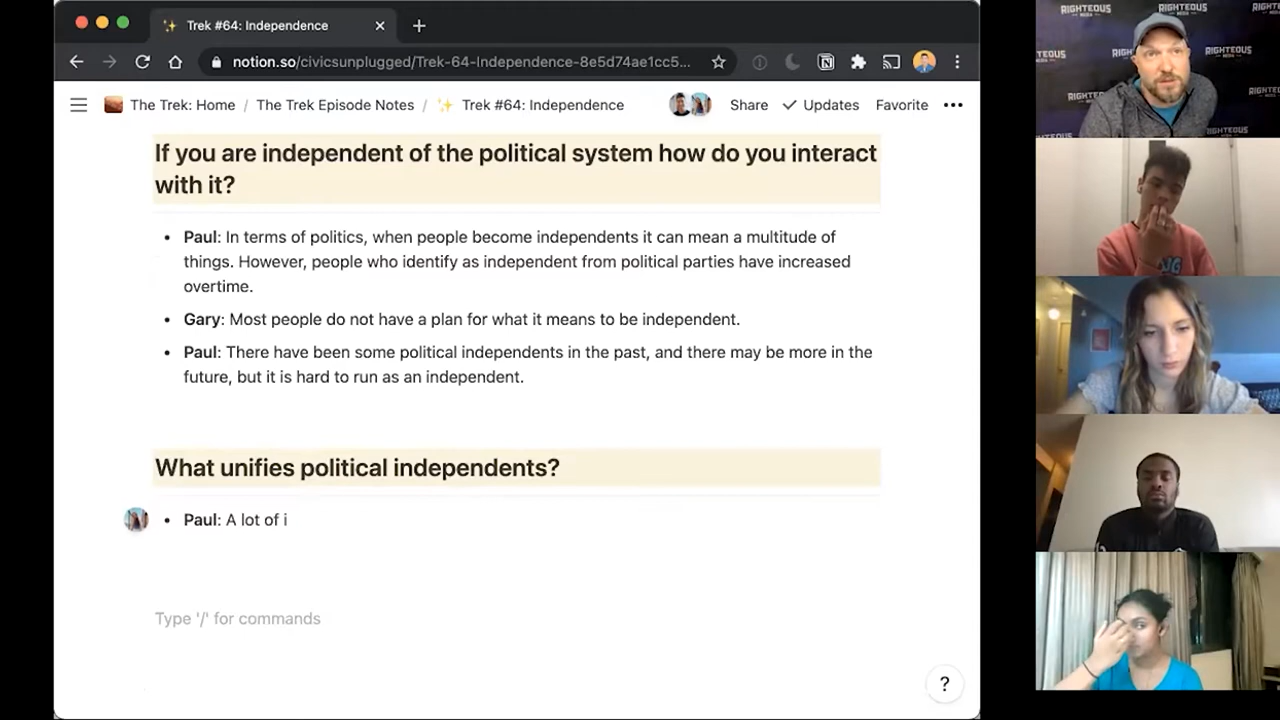 Trek #64: Independence
notion.so/civicsunplugged/Trek-64-Independence-8e5d74ae1cc5...
The Trek: Home / The Trek Episode Notes / Trek #64: Independence Share Updates Favorite
If you are independent of the political system how do you interact
with it?
Paul: In terms of politics, when people become independents it can mean a multitude of
things. However, people who identify as independent from political parties have increased
overtime.
Gary: Most people do not have a plan for what it means to be independent.
Paul: There have been some political independents in the past, and there may be more in the
future, but it is hard to run as an independent.
What unifies political independents?
Paul: A lot of i
Type '/' for commands
?
RIGHTEOUS
MEDIA
RIGHTEOUS
RIGHTEOUS